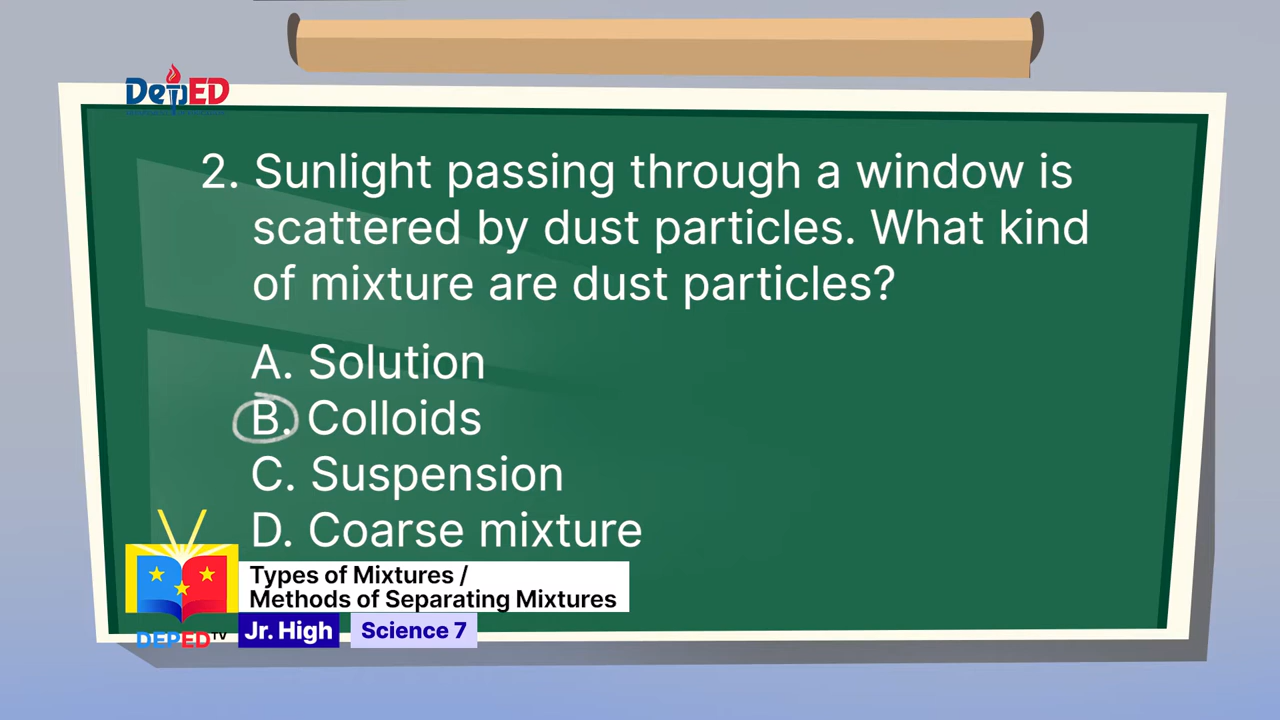 DepED
2. Sunlight passing through a window is
scattered by dust particles. What kind
of mixture are dust particles?
A. Solution
B. Colloids
C. Suspension
D. Coarse mixture
Types of Mixtures /
Methods of Separating Mixtures
DEPED TV
Jr. High
Science 7